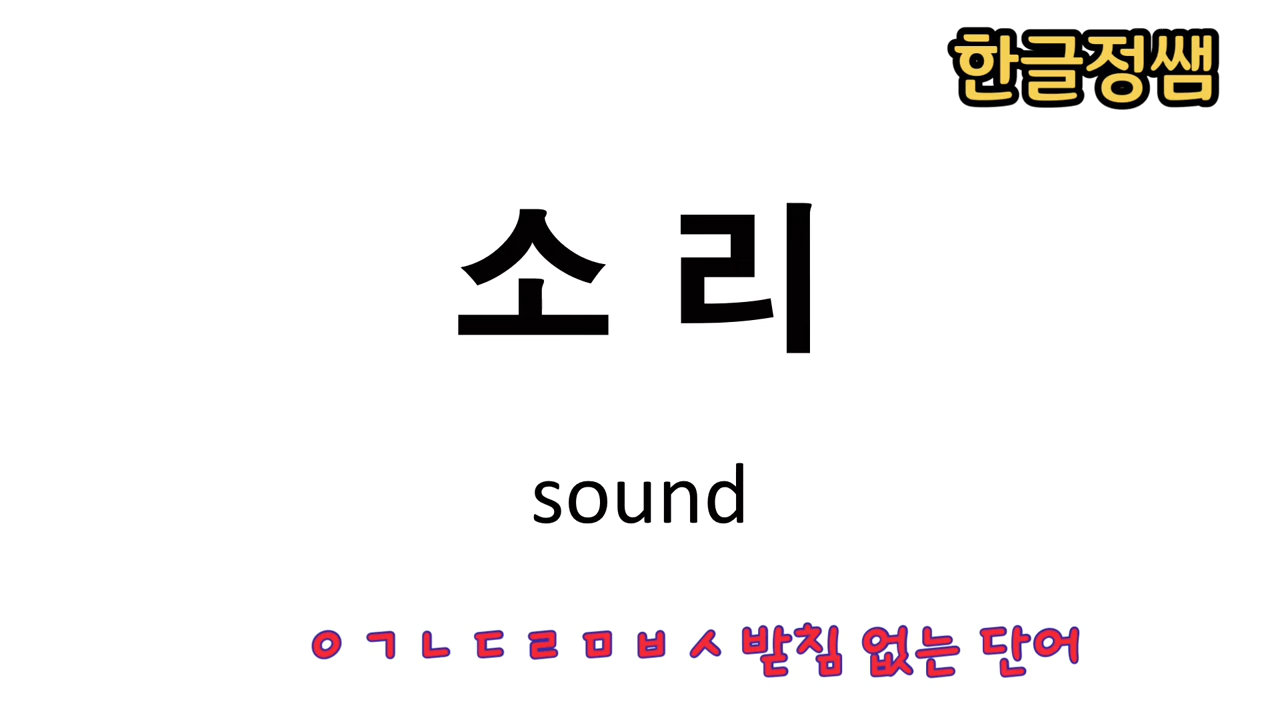 한글정쌤
소리
sound
ㅇ ㄱ ㄴ ㄷ ㄹ ㅁ ㅂ ㅅ 받침 없는 단어